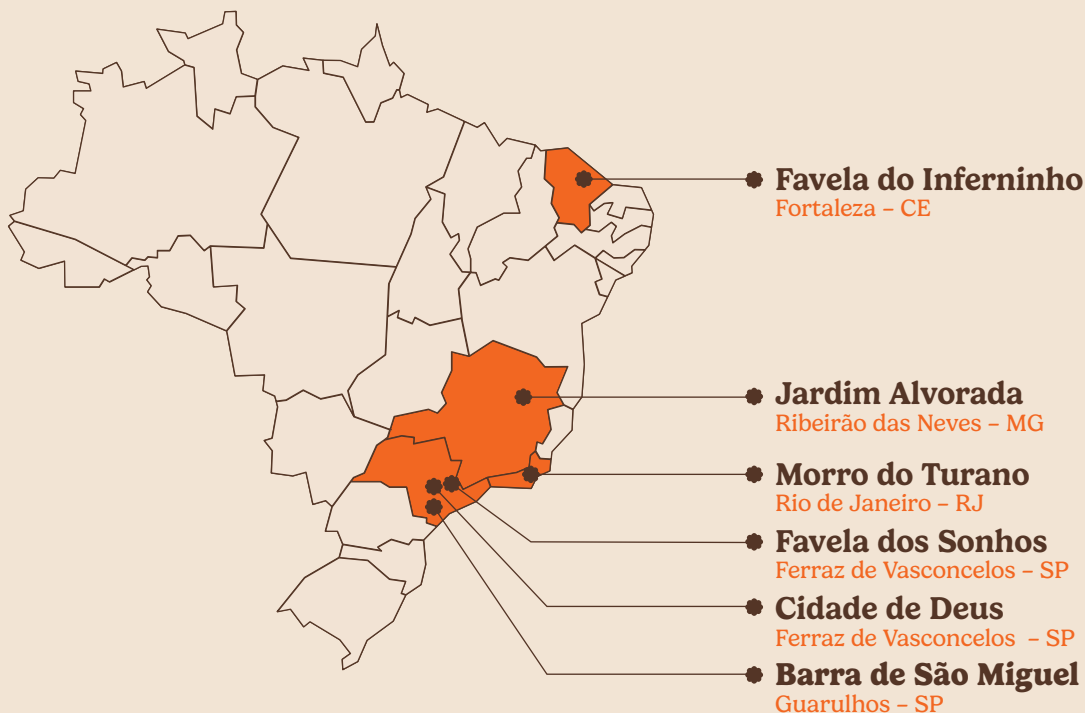 Favela do Inferninho
Fortaleza – CE
Jardim Alvorada
Ribeirão das Neves – MG
Morro do Turano
Rio de Janeiro – RJ
Favela dos Sonhos
Ferraz de Vasconcelos – SP
Cidade de Deus
Ferraz de Vasconcelos – SP
Barra de São Miguel
Guarulhos – SP